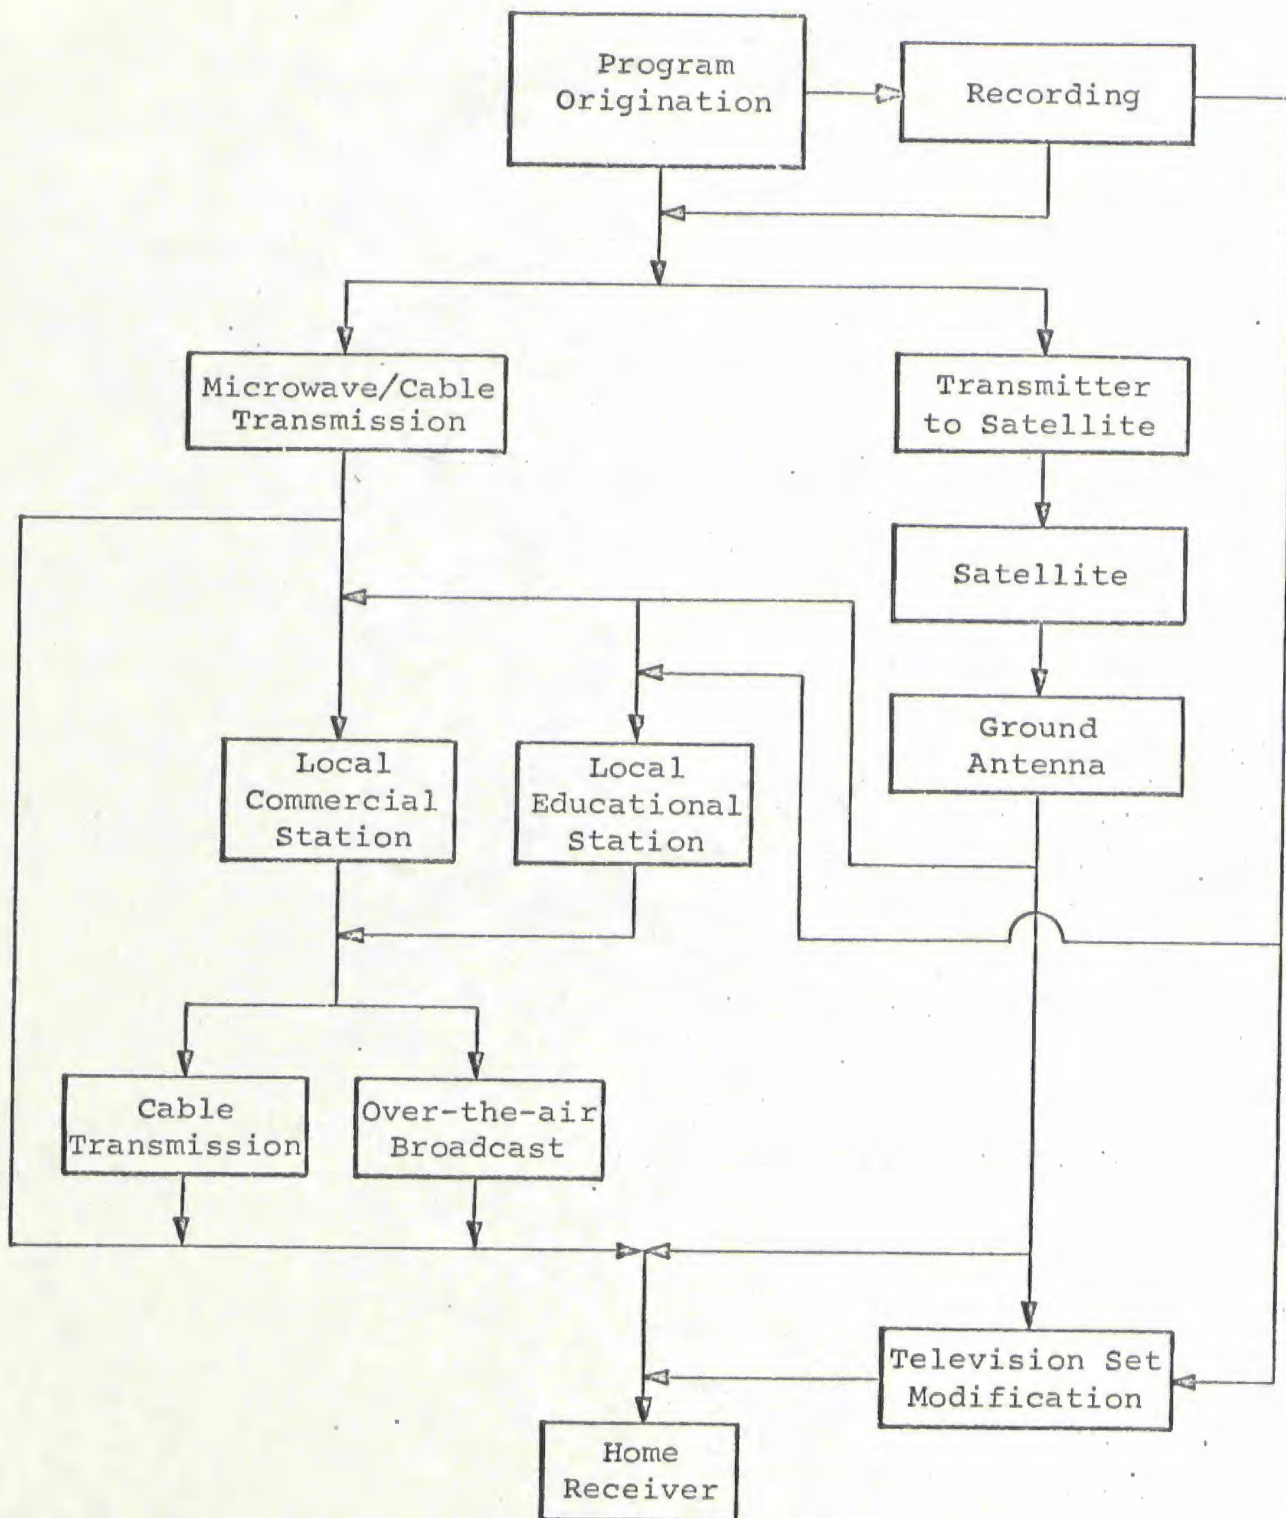 Program
Origination
Recording
Microwave/Cable
Transmission
Transmitter
to Satellite
Satellite
Ground
Antenna
Local
Commercial
Station
Local
Educational
Station
Cable
Transmission
Over-the-air
Broadcast
Television Set
Modification
Home
Receiver